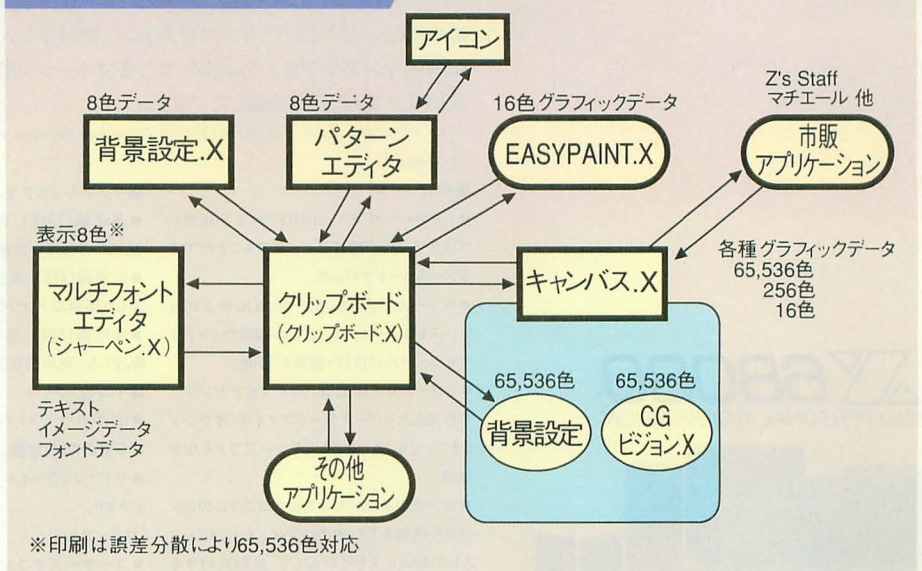 アイコン
8色データ
背景設定.X
8色データ
パターン
エディタ
16色グラフィックデータ
EASYPAINT.X
Z's Staff
マチエール 他
市販
アプリケーション
表示8色※
マルチフォント
エディタ
(シャーペン.X)
テキスト
イメージデータ
フォントデータ
クリップボード
(クリップボード.X)
キャンバス.X
各種グラフィックデータ
65,536色
256色
16色
65,536色
背景設定
65,536色
CG
ビジョン.X
その他
アプリケーション
※印刷は誤差分散により65,536色対応